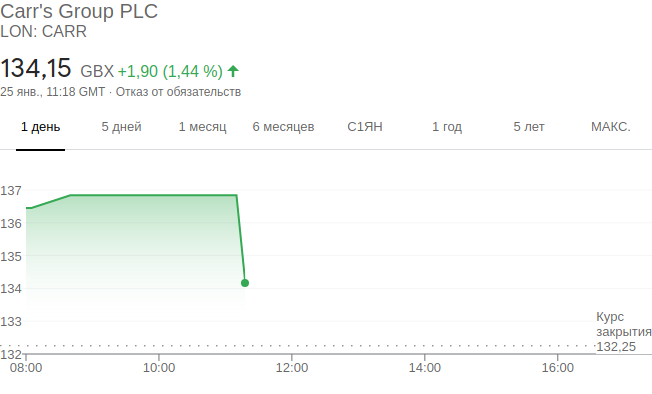 Carr's Group PLC
LON: CARR
134,15 GBX +1,90 (1,44 %)
25 янв., 11:18 GMT · Отказ от обязательств
1 день 5 дней 1 месяц 6 месяцев С1ЯН 1 год 5 лет МАКС.
137
136
135
134
133
Курс
закрытия
132,25
132
08:00 10:00 12:00 14:00 16:00